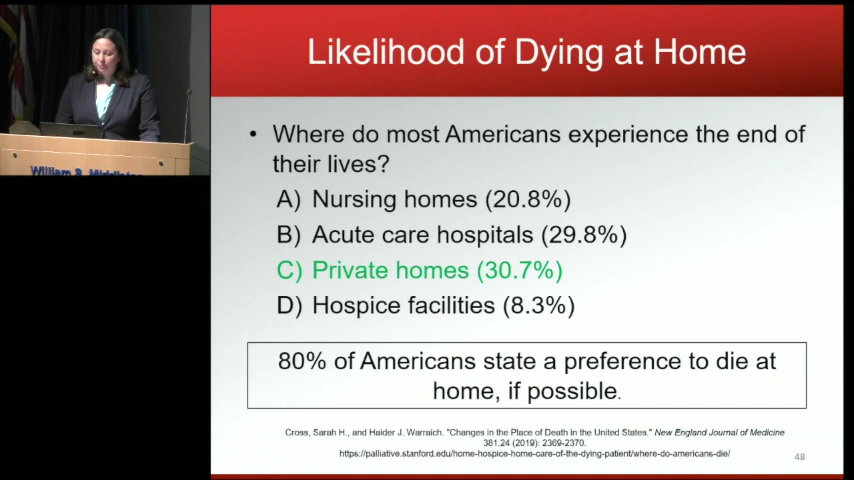 Likelihood of Dying at Home
• Where do most Americans experience the end of
their lives?
A) Nursing homes (20.8%)
B) Acute care hospitals (29.8%)
C) Private homes (30.7%)
D) Hospice facilities (8.3%)
80% of Americans state a preference to die at
home, if possible.
Cross, Sarah H., and Haider J. Warraich. "Changes in the Place of Death in the United States." New England Journal of Medicine
381.24 (2019): 2369-2370.
https://palliative.stanford.edu/home-hospice-home-care-of-the-dying-patient/where-do-americans-die/
48
William S. Middleton